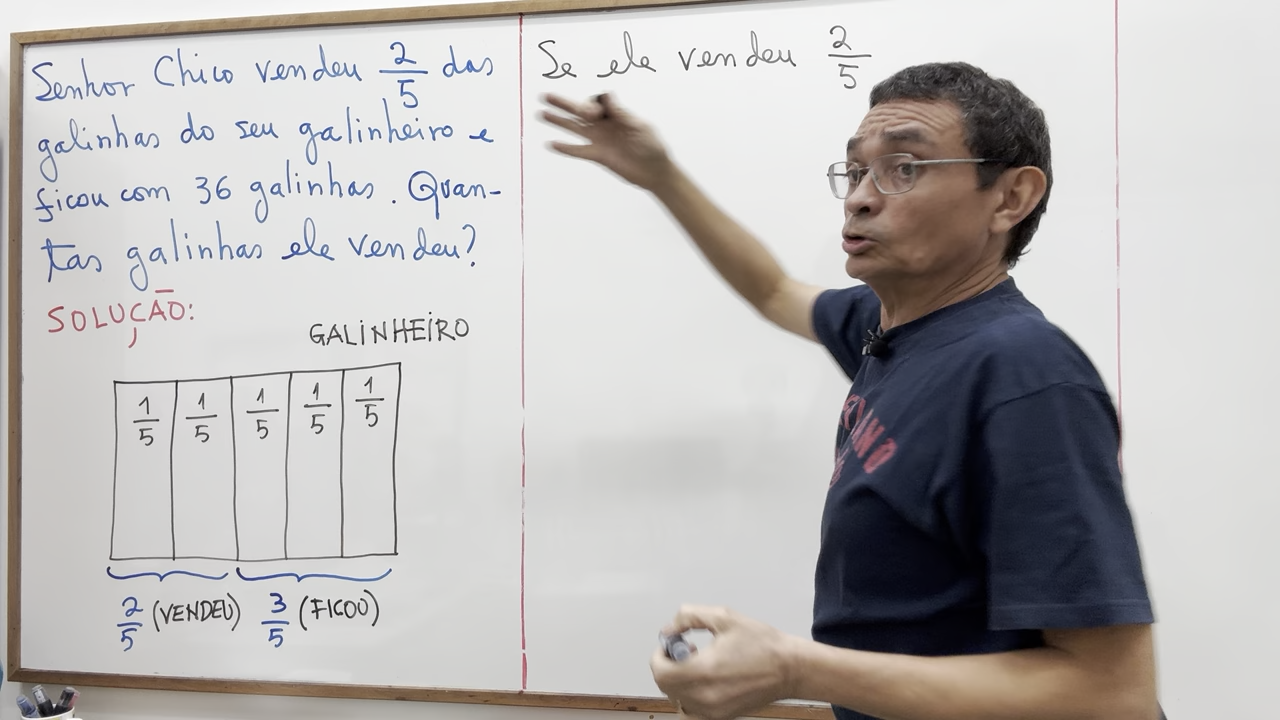 Senhor Chico vendeu 2/5 das
galinhas do seu galinheiro e
ficou com 36 galinhas. Quan-
tas galinhas ele vendeu?
SOLUÇÃO:
GALINHEIRO
1/5 1/5 1/5 1/5 1/5
2/5 (VENDEU) 3/5 (FICOU)
Se ele vendeu 2/5